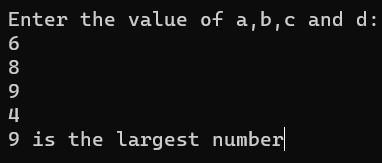 Enter the value of a,b,c and d:
6
8
9
4
9 is the largest number